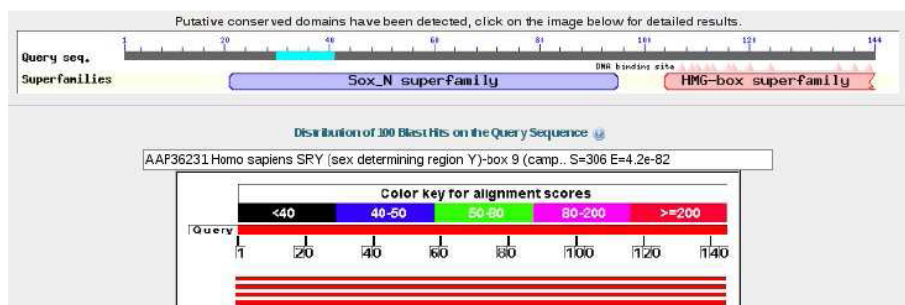 Putative conserved domains have been detected, click on the image below for detailed results.
1 20 40 60 80 100 120 144
Query seq.
DNA binding site
Superfamilies Sox_N superfamily HMG-box superfamily
Distribution of 100 Blast Hits on the Query Sequence
AAP36231 Homo sapiens SRY (sex determining region Y)-box 9 (camp.. S=306 E=4.2e-82
Color key for alignment scores
<40 40-50 50-80 80-200 >=200
Query
1 20 40 60 80 100 120 140